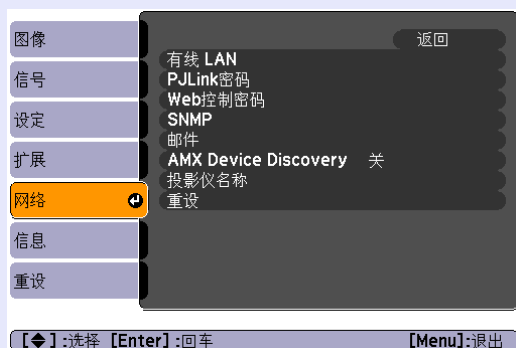 图像
信号
设定
扩展
网络
信息
重设
返回
有线 LAN
PJLink密码
Web控制密码
SNMP
邮件
AMX Device Discovery 关
投影仪名称
重设
[◆]:选择 [Enter]:回车 [Menu]:退出